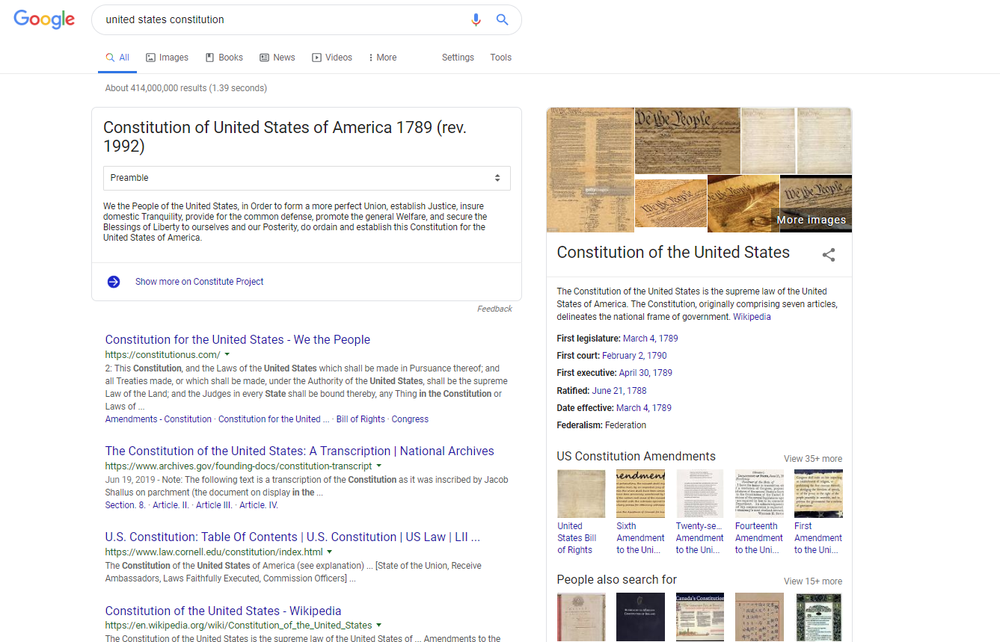 Google
united states constitution
All Images Books News Videos More Settings Tools
About 414,000,000 results (1.39 seconds)
Constitution of United States of America 1789 (rev.
1992)
Preamble
We the People of the United States, in Order to form a more perfect Union, establish Justice, insure
domestic Tranquility, provide for the common defense, promote the general Welfare, and secure the
Blessings of Liberty to ourselves and our Posterity, do ordain and establish this Constitution for the
United States of America.
Show more on Constitute Project
Feedback
Constitution for the United States - We the People
https://constitutionus.com/
2: This Constitution, and the Laws of the United States which shall be made in Pursuance thereof; and
all Treaties made, or which shall be made, under the Authority of the United States, shall be the supreme
Law of the Land; and the Judges in every State shall be bound thereby, any Thing in the Constitution or
Laws of ...
Amendments - Constitution · Constitution for the United ... · Bill of Rights · Congress
The Constitution of the United States: A Transcription | National Archives
https://www.archives.gov/founding-docs/constitution-transcript
Jun 19, 2019 - Note: The following text is a transcription of the Constitution as it was inscribed by Jacob
Shallus on parchment (the document on display in the ...
Section. 8. · Article. II. · Article III. · Article. IV.
U.S. Constitution: Table Of Contents | U.S. Constitution | US Law | LII ...
https://www.law.cornell.edu/constitution/index.html
The Constitution of the United States of America (see explanation) ... [State of the Union, Receive
Ambassadors, Laws Faithfully Executed, Commission Officers] ...
Constitution of the United States - Wikipedia
https://en.wikipedia.org/wiki/Constitution_of_the_United_States
The Constitution of the United States is the supreme law of the United States of ... Amendments to the
We the People
We the People
We the People
We the People
More images
Constitution of the United States
The Constitution of the United States is the supreme law of the United
States of America. The Constitution, originally comprising seven articles,
delineates the national frame of government. Wikipedia
First legislature: March 4, 1789
First court: February 2, 1790
First executive: April 30, 1789
Ratified: June 21, 1788
Date effective: March 4, 1789
Federalism: Federation
US Constitution Amendments
View 35+ more
United
States Bill
of Rights
Sixth
Amendment
to the Uni...
Twenty-se...
Amendment
to the Uni...
Fourteenth
Amendment
to the Uni...
First
Amendment
to the Uni...
People also search for
View 15+ more
Canada's Constitution